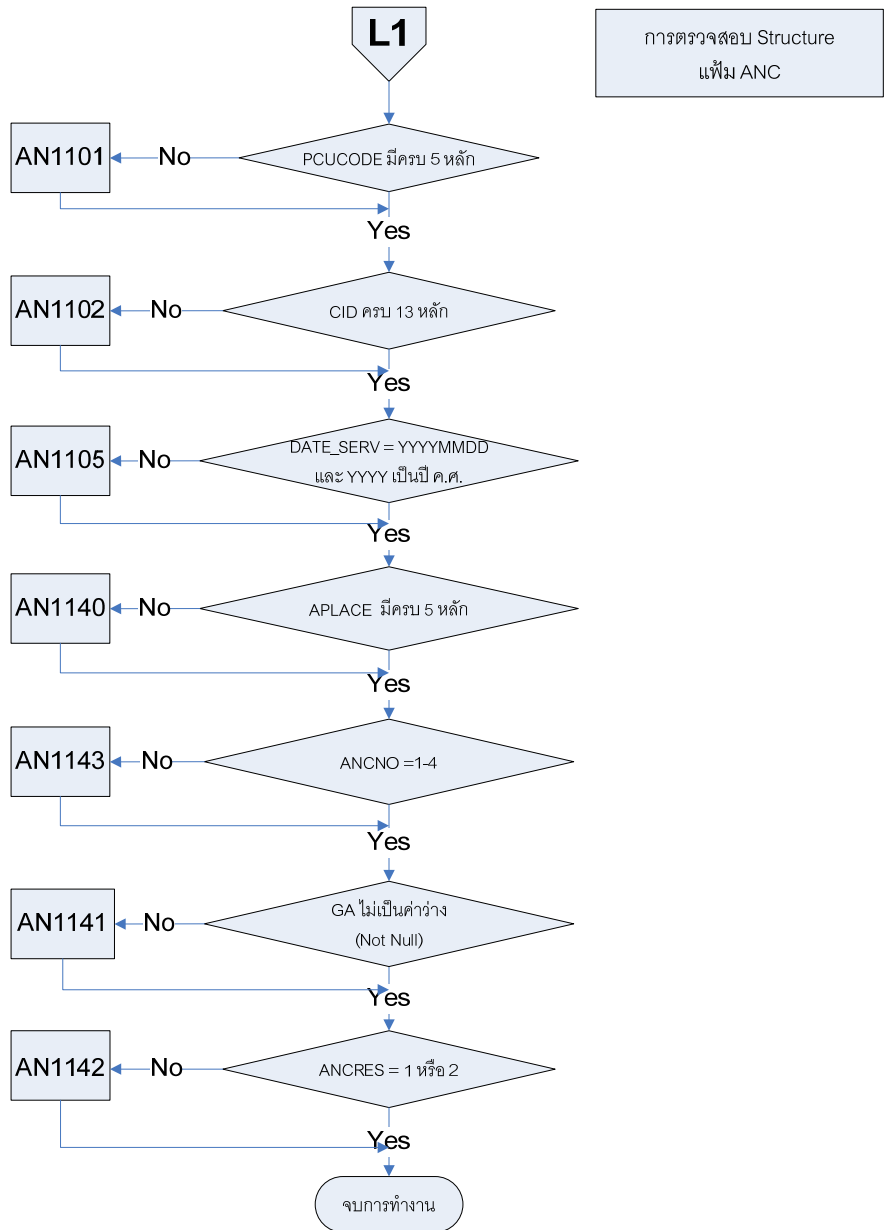 L1
การตรวจสอบ Structure
แฟ้ม ANC
PCUCODE มีครบ 5 หลัก
No
AN1101
Yes
CID ครบ 13 หลัก
No
AN1102
Yes
DATE_SERV = YYYYMMDD
และ YYYY เป็นปี ค.ศ.
No
AN1105
Yes
APLACE มีครบ 5 หลัก
No
AN1140
Yes
ANCNO =1-4
No
AN1143
Yes
GA ไม่เป็นค่าว่าง
(Not Null)
No
AN1141
Yes
ANCRES = 1 หรือ 2
No
AN1142
Yes
จบการทำงาน